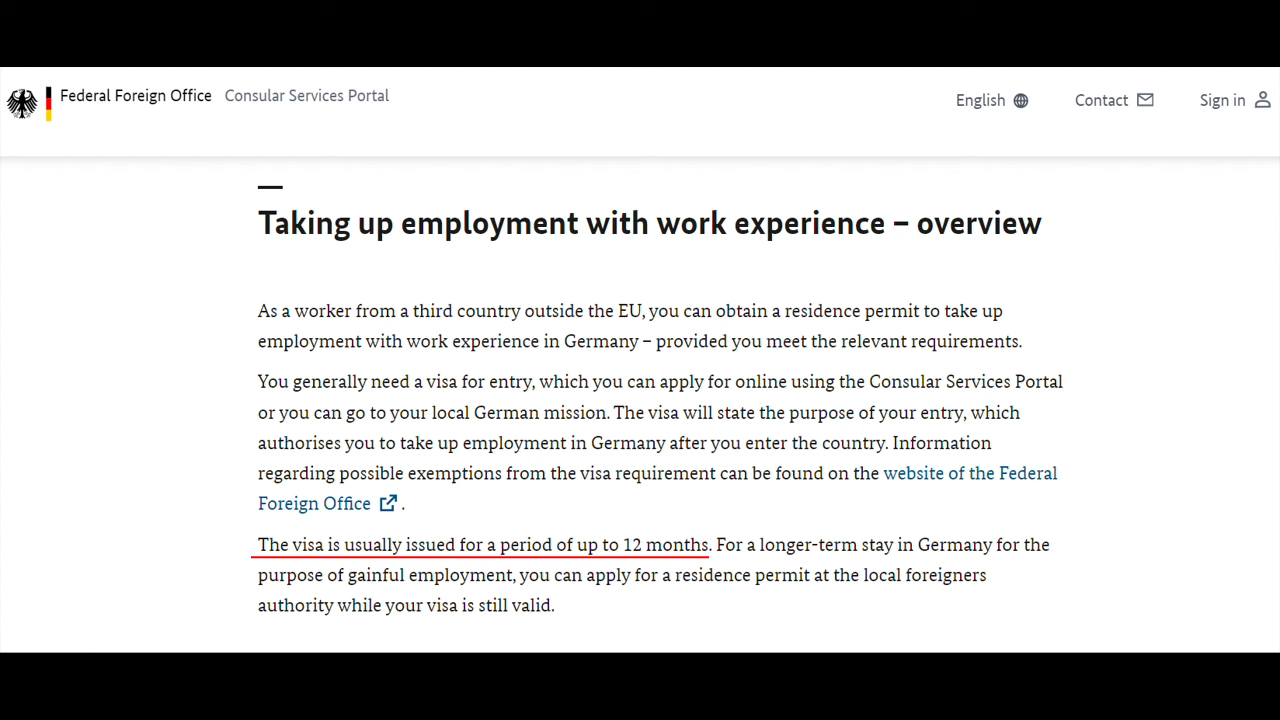 Federal Foreign Office Consular Services Portal English Contact Sign in
Taking up employment with work experience – overview
As a worker from a third country outside the EU, you can obtain a residence permit to take up
employment with work experience in Germany – provided you meet the relevant requirements.
You generally need a visa for entry, which you can apply for online using the Consular Services Portal
or you can go to your local German mission. The visa will state the purpose of your entry, which
authorises you to take up employment in Germany after you enter the country. Information
regarding possible exemptions from the visa requirement can be found on the website of the Federal
Foreign Office .
The visa is usually issued for a period of up to 12 months. For a longer-term stay in Germany for the
purpose of gainful employment, you can apply for a residence permit at the local foreigners
authority while your visa is still valid.